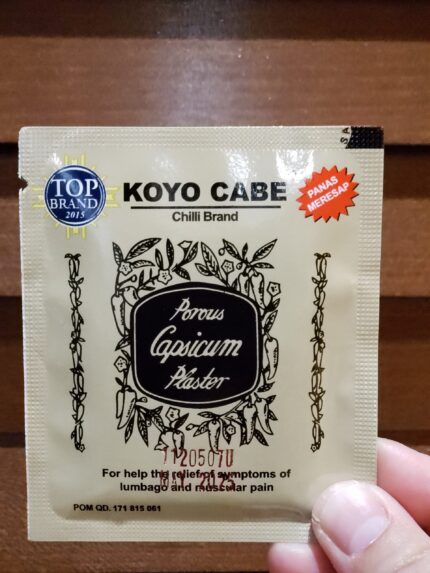 TOP
BRAND
2015
KOYO CABE
Chilli Brand
PANAS
MERESAP
Porous
Capsicum
Plaster
For help the relief of symptoms of
lumbago and muscular pain
POM QD. 171 815 061